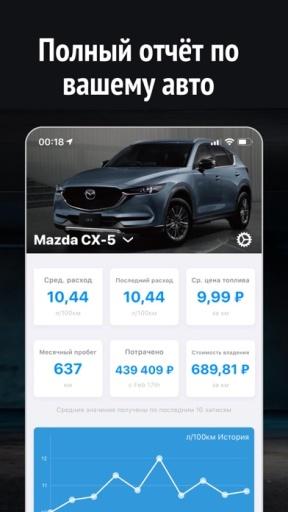 Полный отчёт по
вашему авто
00:18
Mazda CX-5
Сред. расход
Последний расход
Ср. цена топлива
10,44
10,44
9,99 ₽
л/100км
л/100км
за км
Месячный пробег
Потрачено
Стоимость владения
637
439 409 ₽
689,81 ₽
км
с Feb 17th
за км
Средние значения получены по последним 10 записям
л/100км История
12
11
10